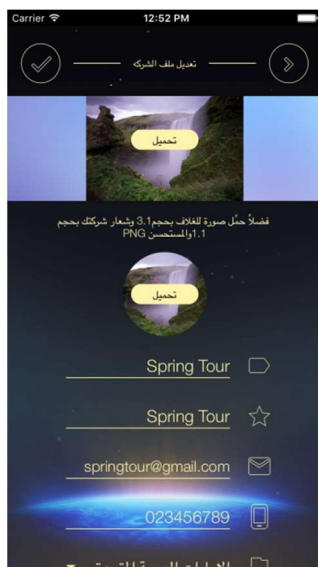 Carrier 12:52 PM
تعديل ملف الشركه
تحميل
فضلاً حمّل صورة للغلاف بحجم3.1 وشعار شركتك بحجم
1.1والمستحسن PNG
تحميل
Spring Tour
Spring Tour
springtour@gmail.com
023456789